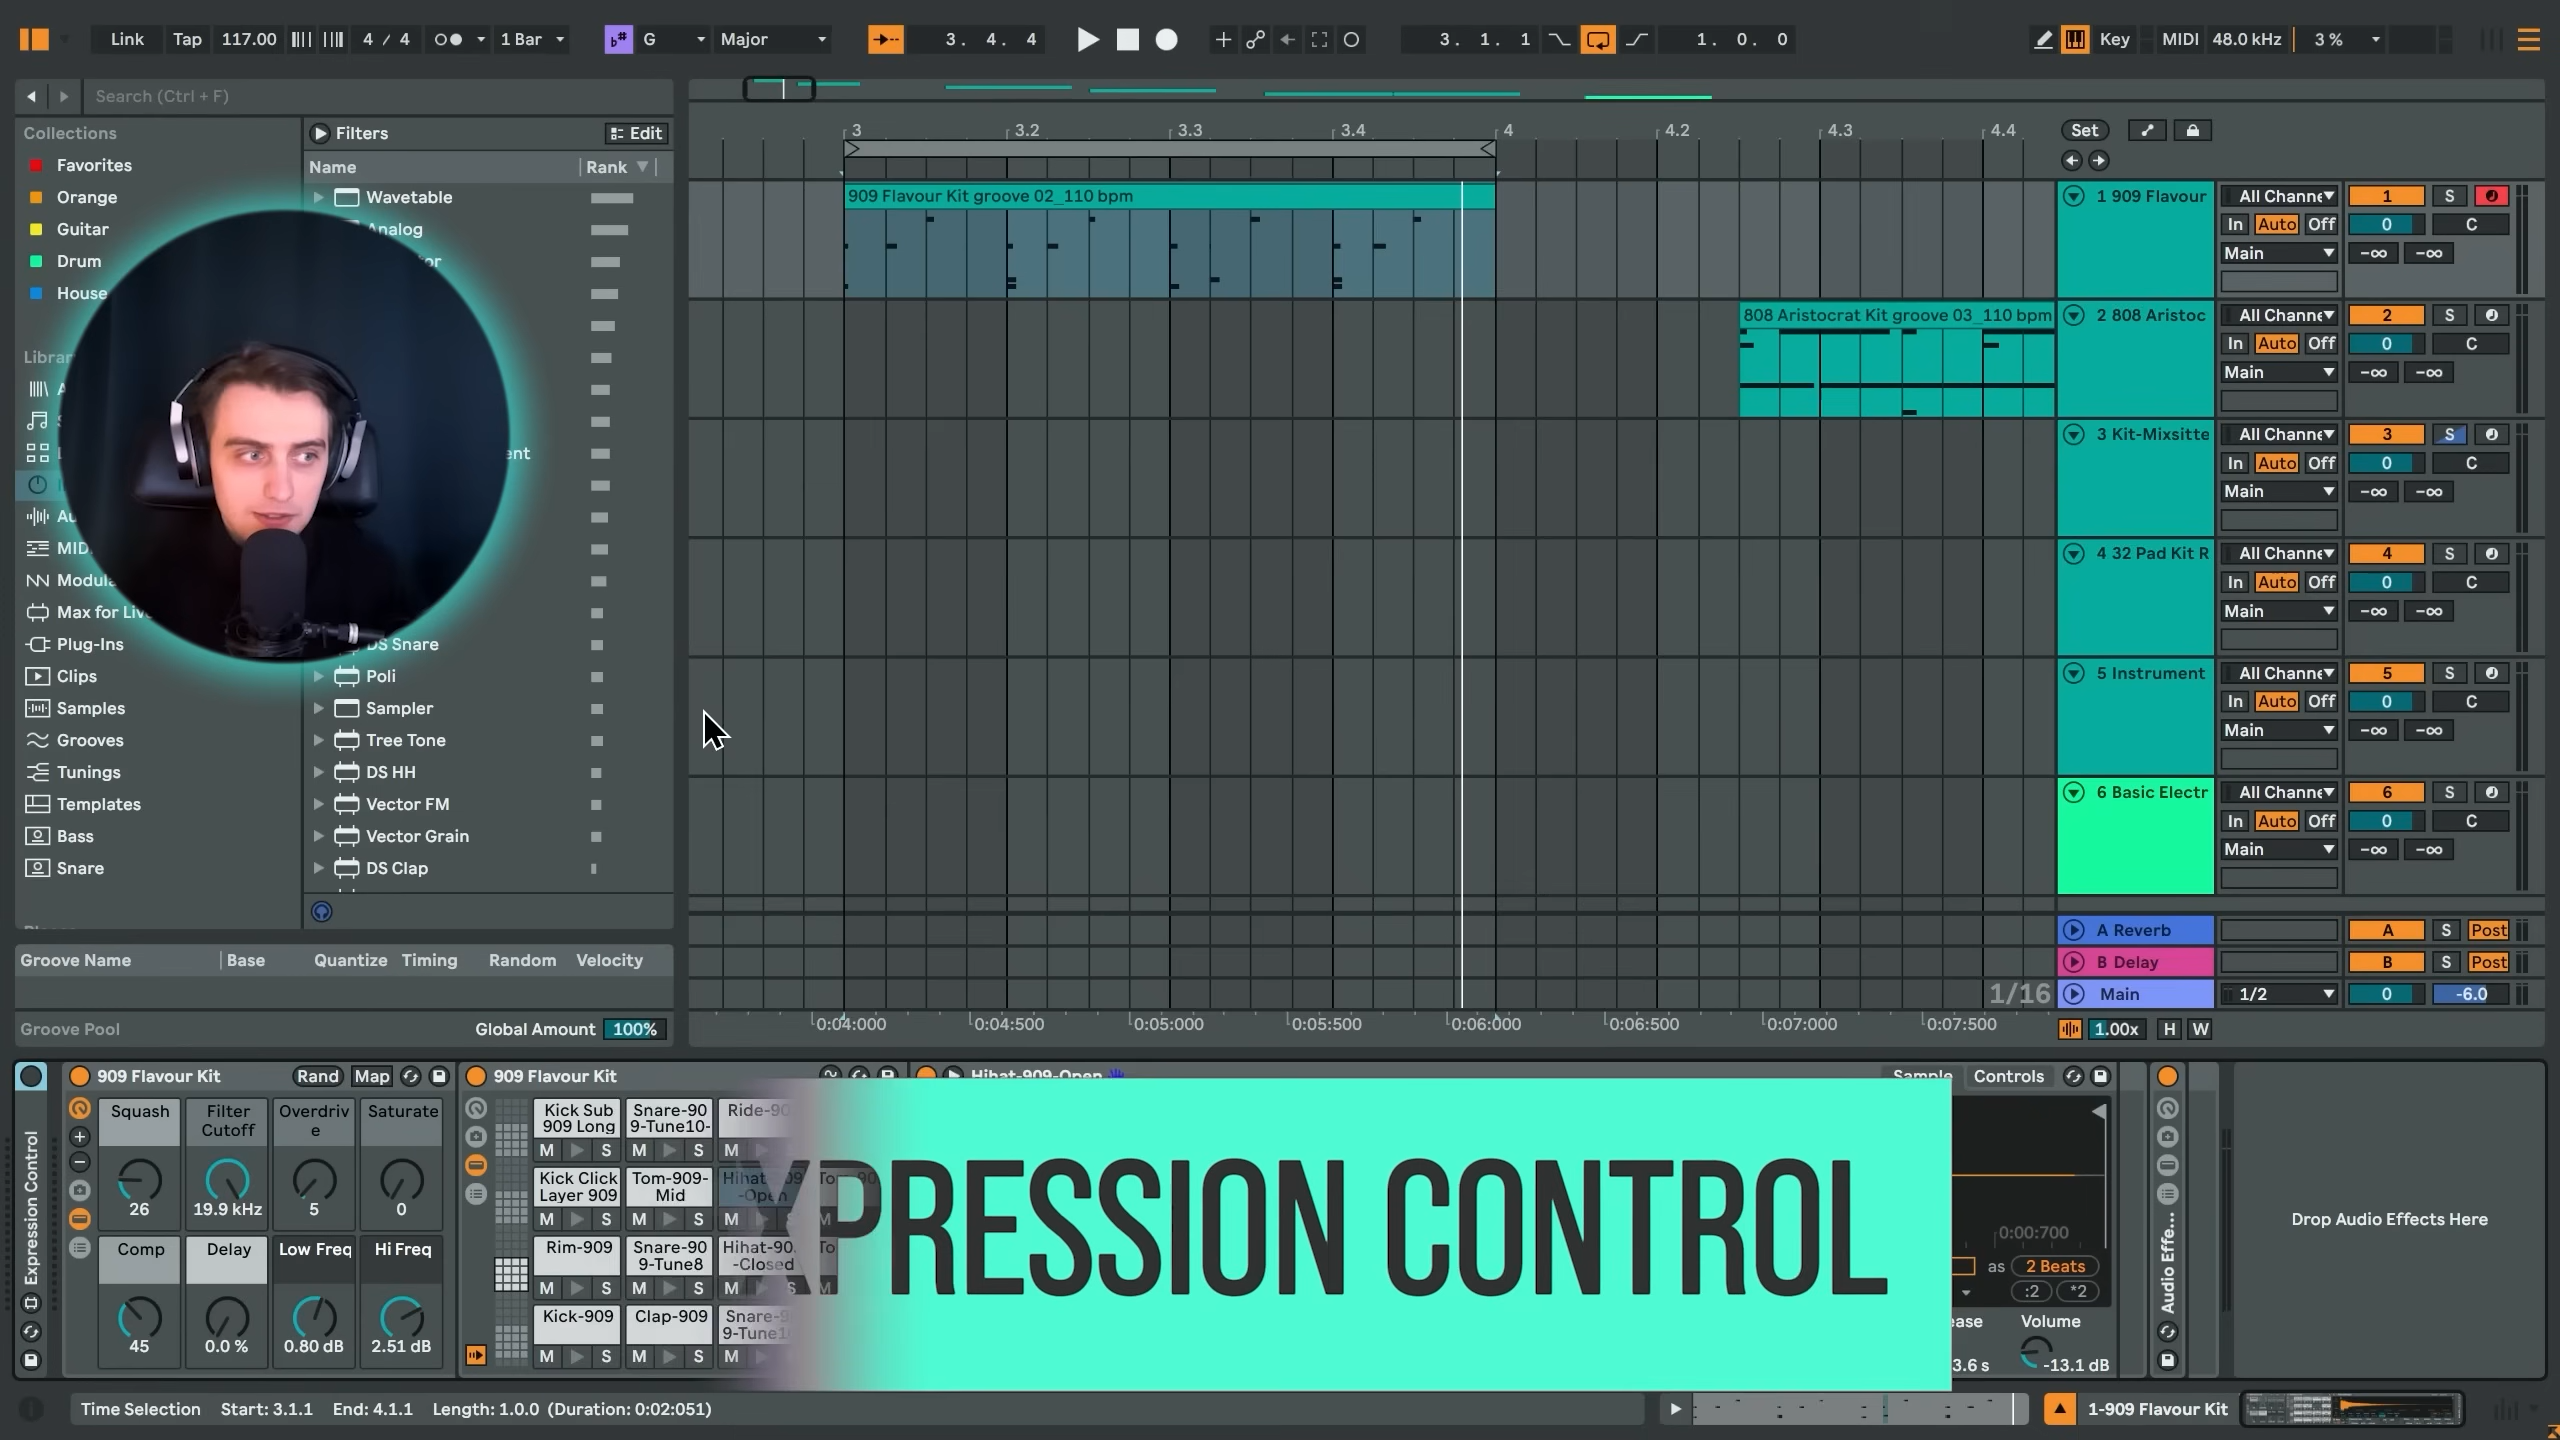 Link Tap 117.00 4 / 4 1 Bar G Major 3. 4. 4 3. 1. 1 1. 0. 0 Key MIDI 48.0 kHz 3 %
Search (Ctrl + F)
Collections
Favorites
Orange
Guitar
Drum
House
MID
Modula
Max for Liv
Plug-Ins
Clips
Samples
Grooves
Tunings
Templates
Bass
Snare
Filters Edit
Name Rank
Wavetable
Analog
DS Snare
Poli
Sampler
Tree Tone
DS HH
Vector FM
Vector Grain
DS Clap
Groove Name Base Quantize Timing Random Velocity
Groove Pool Global Amount 100%
3 3.2 3.3 3.4 4 4.2 4.3 4.4
Set
909 Flavour Kit groove 02_110 bpm
808 Aristocrat Kit groove 03_110 bpm
1 909 Flavour All Channe 1 S
In Auto Off 0 C
Main -∞ -∞
2 808 Aristoc All Channe 2 S
In Auto Off 0 C
Main -∞ -∞
3 Kit-Mixsitte All Channe 3 S
In Auto Off 0 C
Main -∞ -∞
4 32 Pad Kit R All Channe 4 S
In Auto Off 0 C
Main -∞ -∞
5 Instrument All Channe 5 S
In Auto Off 0 C
Main -∞ -∞
6 Basic Electr All Channe 6 S
In Auto Off 0 C
Main -∞ -∞
A Reverb A S Post
B Delay B S Post
1/16 Main 1/2 0 -6.0
0:04:000 0:04:500 0:05:000 0:05:500 0:06:000 0:06:500 0:07:000 0:07:500
1.00x H W
Expression Control
909 Flavour Kit Rand Map
Squash Filter Cutoff Overdrive Saturate
26 19.9 kHz 5 0
Comp Delay Low Freq Hi Freq
45 0.0 % 0.80 dB 2.51 dB
909 Flavour Kit
Kick Sub 909 Long Snare-909-Tune10- Ride-90
M S M S M
Kick Click Layer 909 Tom-909-Mid Hihat-909-Open
M S M S M S M
Rim-909 Snare-909-Tune8 Hihat-90 -Closed
M S M S M S
Kick-909 Clap-909 Snare-9 9-Tune1
M S M S M
Hihat-909-Open
Sample Controls
XPRESSION CONTROL
0:00:700
as 2 Beats
:2 *2
ease Volume
3.6 s -13.1 dB
Audio Effe...
Drop Audio Effects Here
Time Selection Start: 3.1.1 End: 4.1.1 Length: 1.0.0 (Duration: 0:02:051)
1-909 Flavour Kit